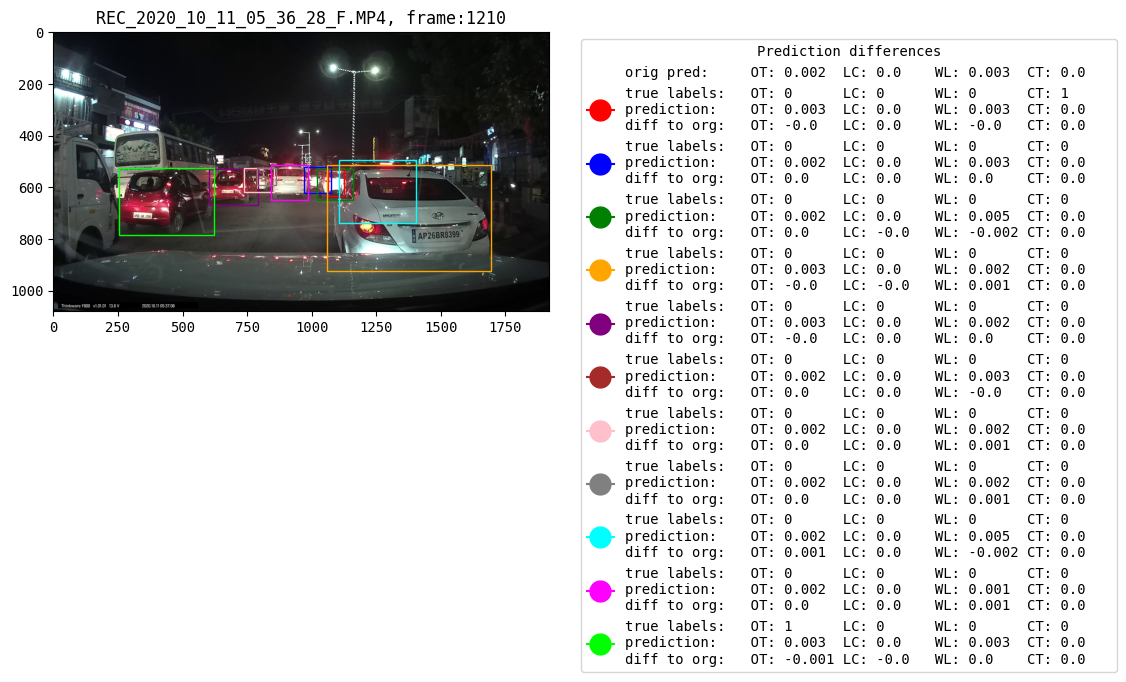 REC_2020_10_11_05_36_28_F.MP4, frame:1210
0
200
400
600
800
1000
0 250 500 750 1000 1250 1500 1750
AP26BR8399
Prediction differences
orig pred: OT: 0.002 LC: 0.0 WL: 0.003 CT: 0.0
true labels: OT: 0 LC: 0 WL: 0 CT: 1
prediction: OT: 0.003 LC: 0.0 WL: 0.003 CT: 0.0
diff to org: OT: -0.0 LC: 0.0 WL: -0.0 CT: 0.0
true labels: OT: 0 LC: 0 WL: 0 CT: 0
prediction: OT: 0.002 LC: 0.0 WL: 0.003 CT: 0.0
diff to org: OT: 0.0 LC: 0.0 WL: 0.0 CT: 0.0
true labels: OT: 0 LC: 0 WL: 0 CT: 0
prediction: OT: 0.002 LC: 0.0 WL: 0.005 CT: 0.0
diff to org: OT: 0.0 LC: -0.0 WL: -0.002 CT: 0.0
true labels: OT: 0 LC: 0 WL: 0 CT: 0
prediction: OT: 0.003 LC: 0.0 WL: 0.002 CT: 0.0
diff to org: OT: -0.0 LC: -0.0 WL: 0.001 CT: 0.0
true labels: OT: 0 LC: 0 WL: 0 CT: 0
prediction: OT: 0.003 LC: 0.0 WL: 0.002 CT: 0.0
diff to org: OT: -0.0 LC: 0.0 WL: 0.0 CT: 0.0
true labels: OT: 0 LC: 0 WL: 0 CT: 0
prediction: OT: 0.002 LC: 0.0 WL: 0.003 CT: 0.0
diff to org: OT: 0.0 LC: 0.0 WL: -0.0 CT: 0.0
true labels: OT: 0 LC: 0 WL: 0 CT: 0
prediction: OT: 0.002 LC: 0.0 WL: 0.002 CT: 0.0
diff to org: OT: 0.0 LC: 0.0 WL: 0.001 CT: 0.0
true labels: OT: 0 LC: 0 WL: 0 CT: 0
prediction: OT: 0.002 LC: 0.0 WL: 0.002 CT: 0.0
diff to org: OT: 0.0 LC: 0.0 WL: 0.001 CT: 0.0
true labels: OT: 0 LC: 0 WL: 0 CT: 0
prediction: OT: 0.002 LC: 0.0 WL: 0.005 CT: 0.0
diff to org: OT: 0.001 LC: 0.0 WL: -0.002 CT: 0.0
true labels: OT: 0 LC: 0 WL: 0 CT: 0
prediction: OT: 0.002 LC: 0.0 WL: 0.001 CT: 0.0
diff to org: OT: 0.0 LC: 0.0 WL: 0.001 CT: 0.0
true labels: OT: 1 LC: 0 WL: 0 CT: 0
prediction: OT: 0.003 LC: 0.0 WL: 0.003 CT: 0.0
diff to org: OT: -0.001 LC: -0.0 WL: 0.0 CT: 0.0